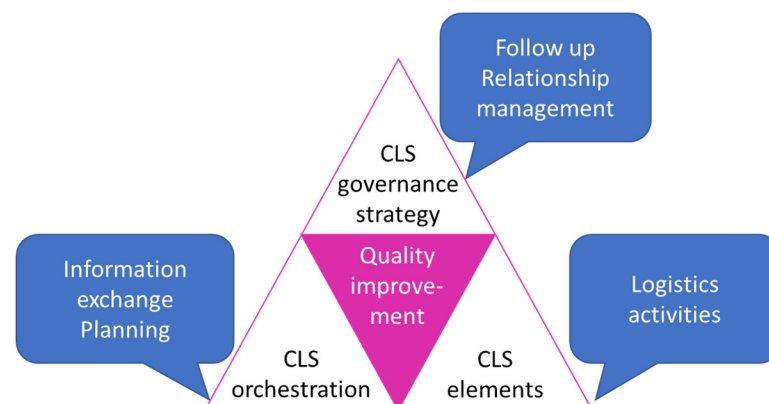 Follow up
Relationship
management
CLS
governance
strategy
Information
exchange
Planning
Quality
improve-
ment
Logistics
activities
CLS
orchestration
CLS
elements